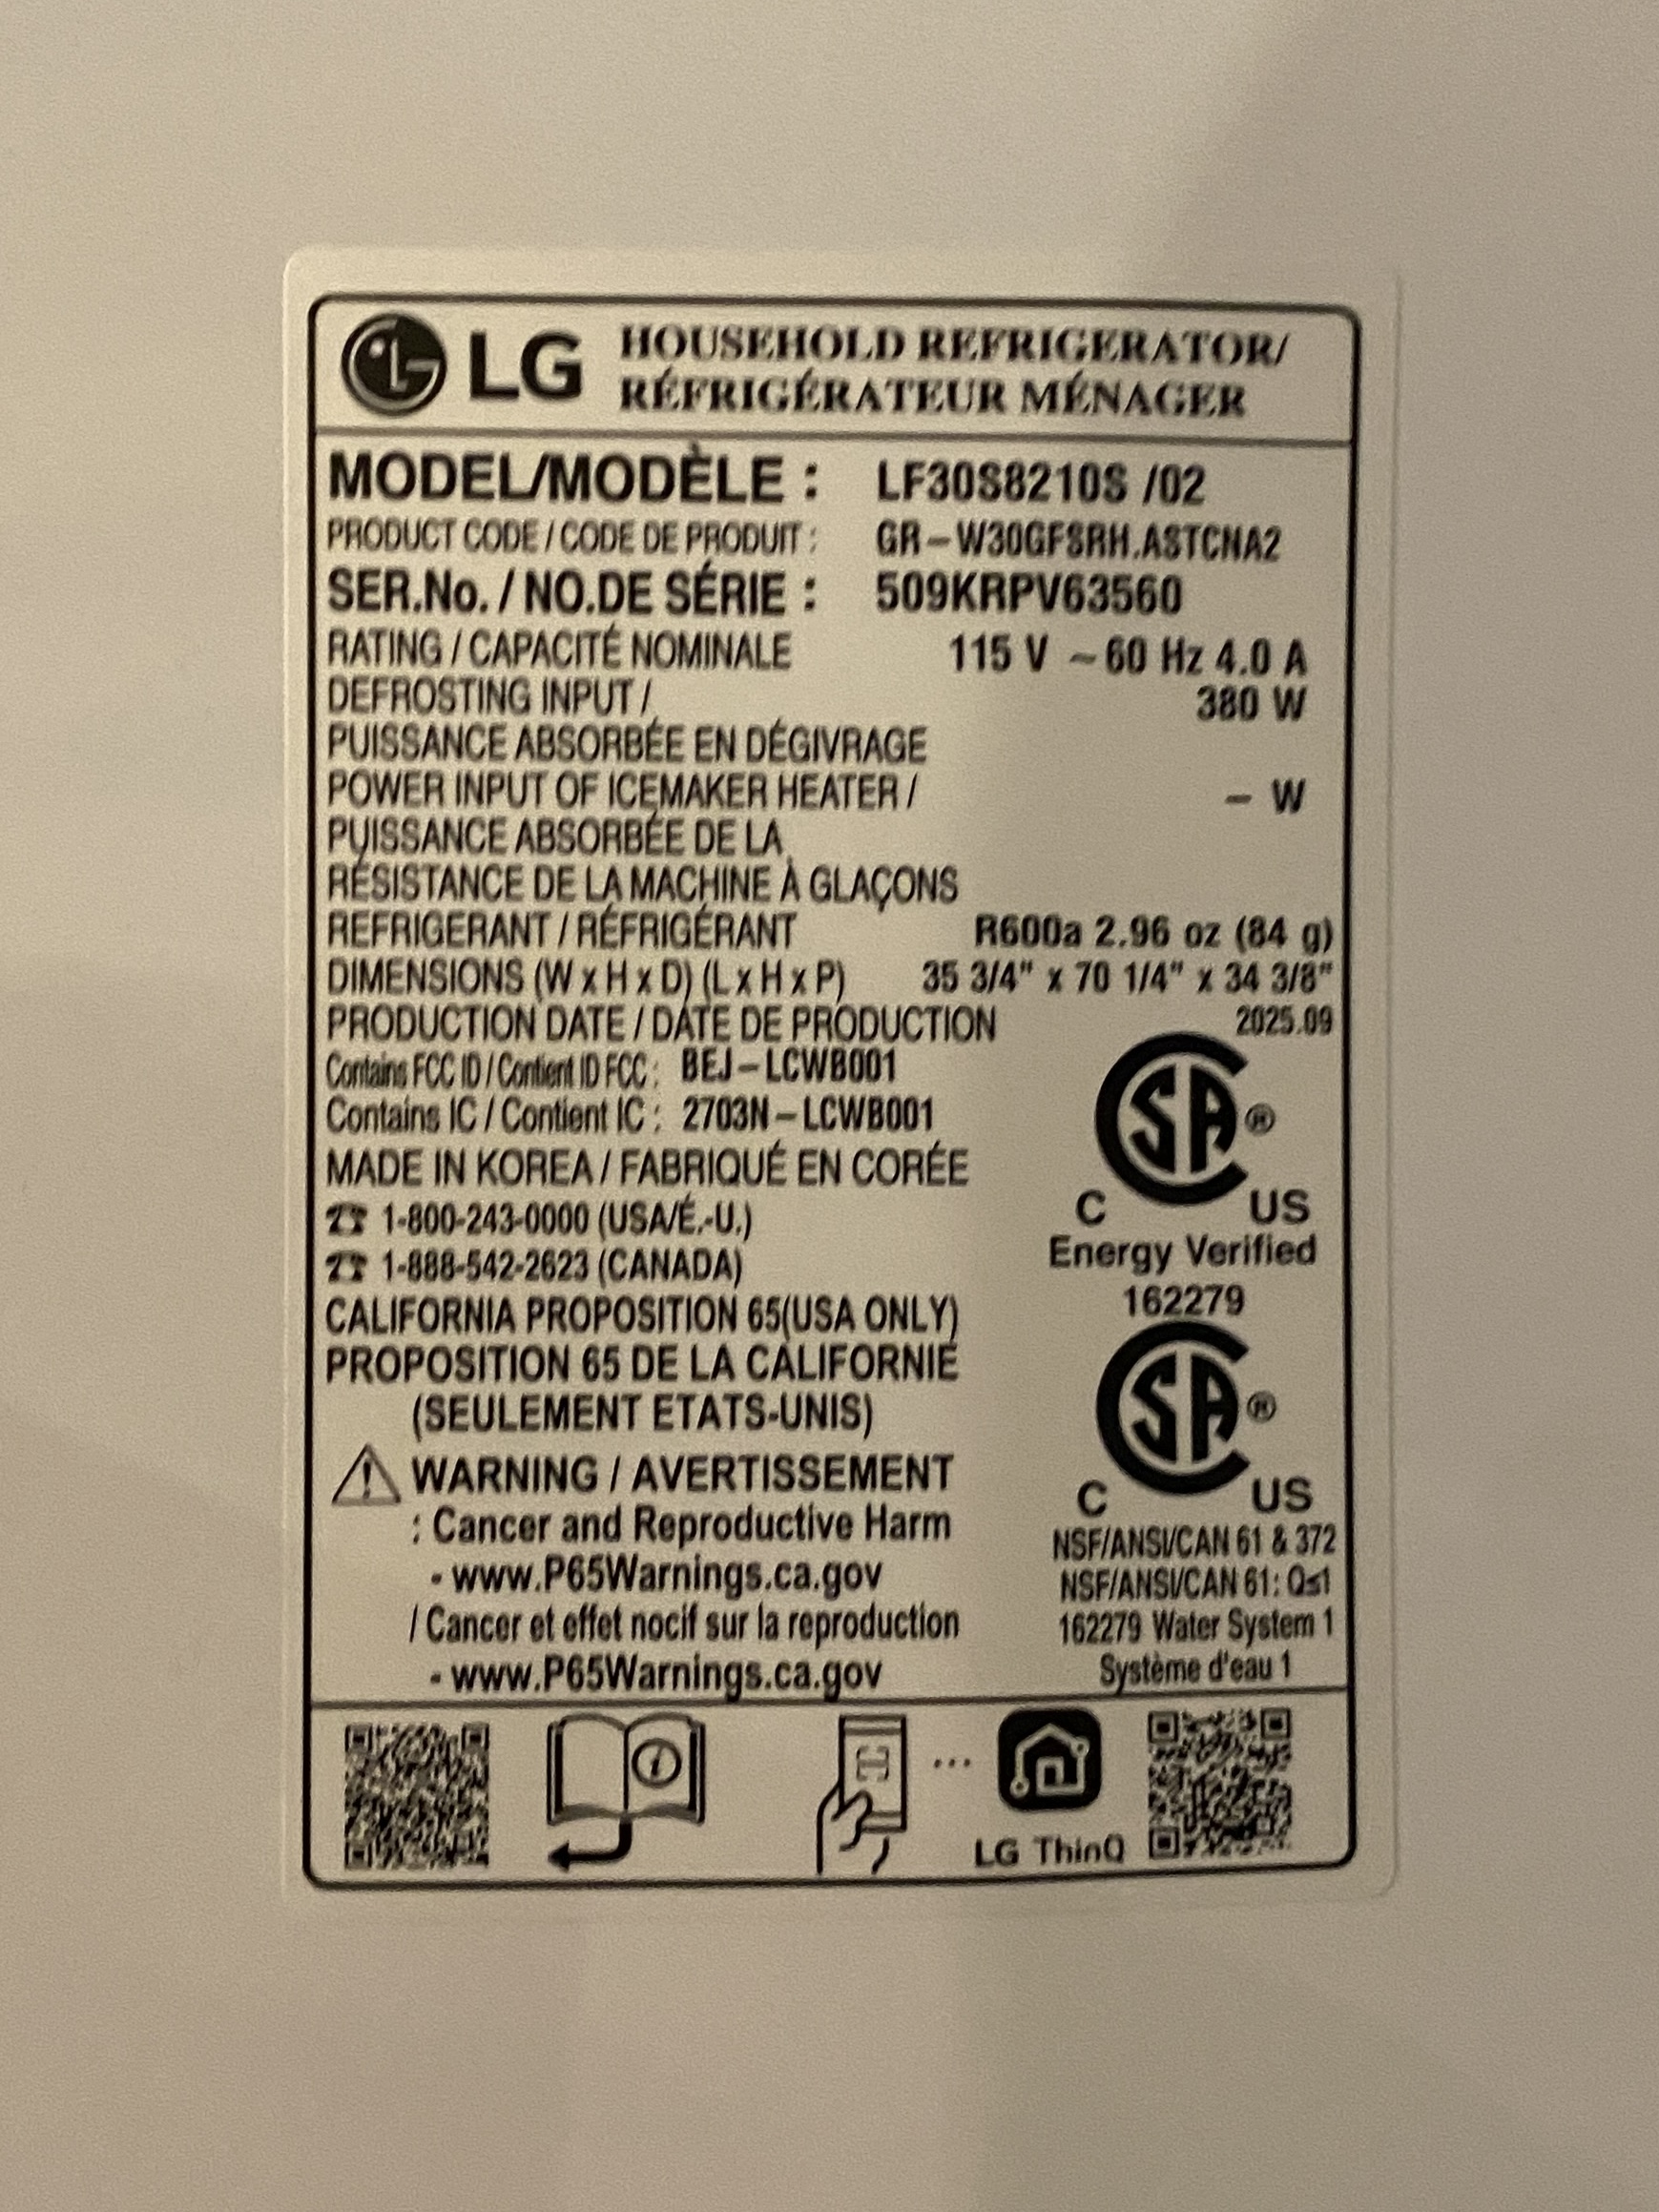 LG HOUSEHOLD REFRIGERATOR/
RÉFRIGÉRATEUR MÉNAGER
MODEL/MODÈLE : LF30S8210S /02
PRODUCT CODE / CODE DE PRODUIT : GR-W30GFSRH.ASTCNA2
SER.No. / NO.DE SÉRIE : 509KRPV63560
RATING / CAPACITÉ NOMINALE 115 V ~ 60 Hz 4.0 A
DEFROSTING INPUT / 380 W
PUISSANCE ABSORBÉE EN DÉGIVRAGE
POWER INPUT OF ICEMAKER HEATER / - W
PUISSANCE ABSORBÉE DE LA
RÉSISTANCE DE LA MACHINE À GLAÇONS
REFRIGERANT / RÉFRIGÉRANT R600a 2.96 oz (84 g)
DIMENSIONS (W x H x D) (L x H x P) 35 3/4" x 70 1/4" x 34 3/8"
PRODUCTION DATE / DATE DE PRODUCTION 2025.09
Contains FCC ID / Contient ID FCC : BEJ-LCWB001
Contains IC / Contient IC : 2703N-LCWB001
MADE IN KOREA / FABRIQUÉ EN CORÉE
☎ 1-800-243-0000 (USA/É.-U.)
☎ 1-888-542-2623 (CANADA)
CALIFORNIA PROPOSITION 65(USA ONLY)
PROPOSITION 65 DE LA CALIFORNIE
(SEULEMENT ETATS-UNIS)
⚠ WARNING / AVERTISSEMENT
: Cancer and Reproductive Harm
- www.P65Warnings.ca.gov
/ Cancer et effet nocif sur la reproduction
- www.P65Warnings.ca.gov
CSA ®
C US
Energy Verified
162279
CSA ®
C US
NSF/ANSI/CAN 61 & 372
NSF/ANSI/CAN 61: Q≤1
162279 Water System 1
Système d'eau 1
LG ThinQ